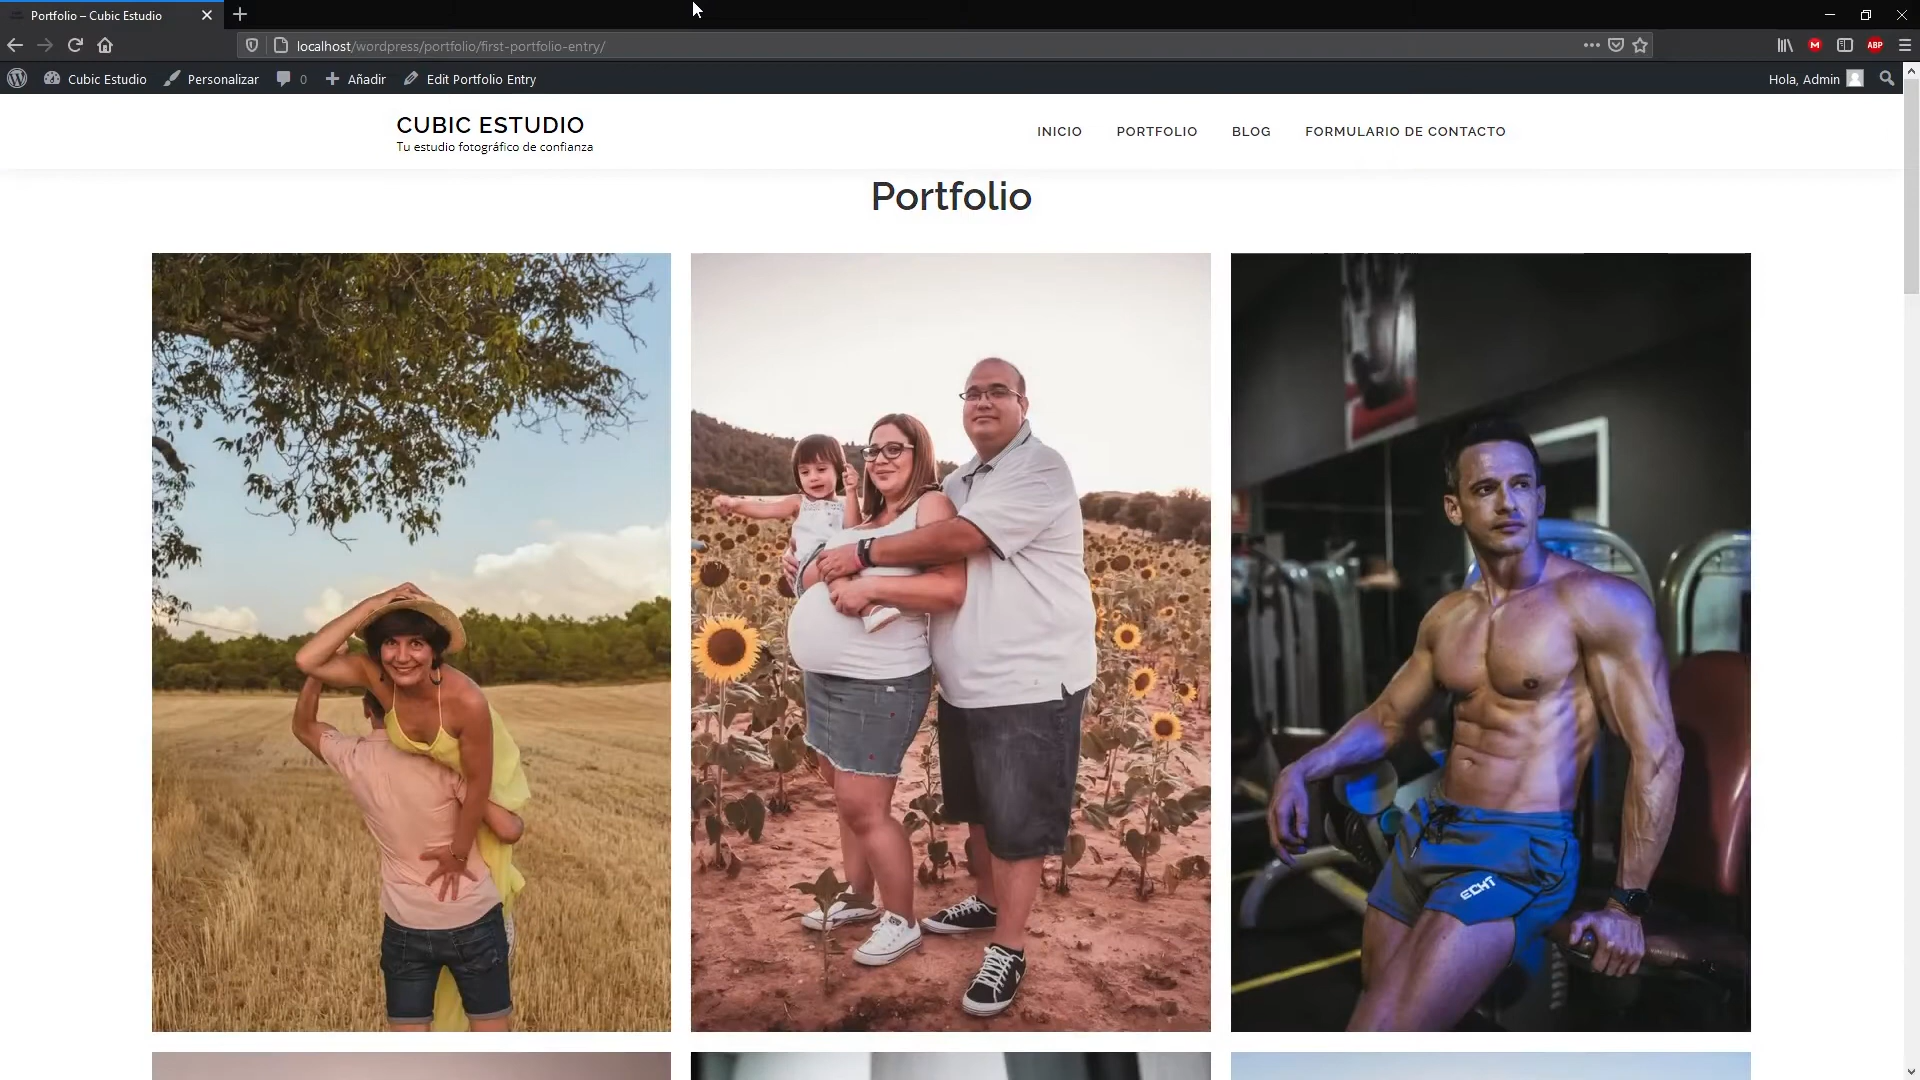 Portfolio – Cubic Estudio
localhost/wordpress/portfolio/first-portfolio-entry/
ABP
Cubic Estudio
Personalizar
0
Añadir
Edit Portfolio Entry
Hola, Admin
CUBIC ESTUDIO
Tu estudio fotográfico de confianza
INICIO
PORTFOLIO
BLOG
FORMULARIO DE CONTACTO
Portfolio
ECHT